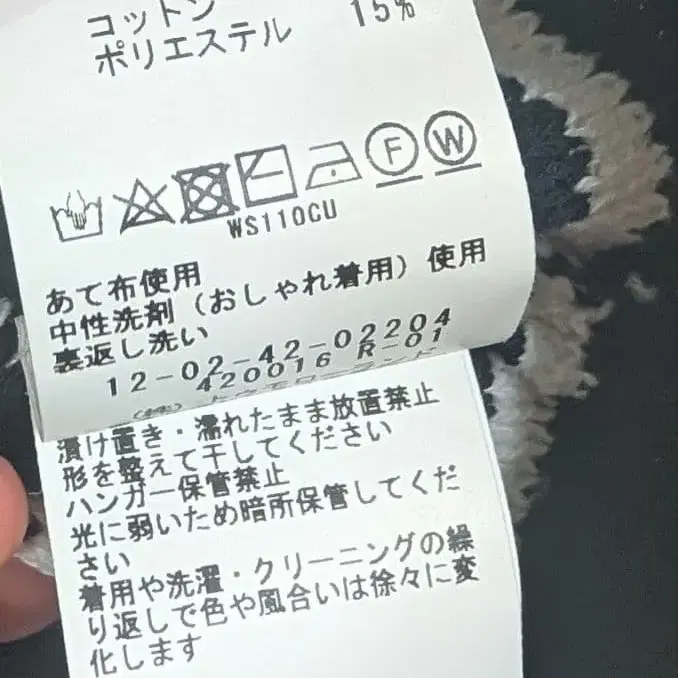 コットン 15%
ポリエステル
F W
WS110CU
あて布使用
中性洗剤（おしゃれ着用）使用
裏返し洗い
12-02-42-02204
420016 R-01
漬け置き・濡れたまま放置禁止
形を整えて干してください
ハンガー保管禁止
光に弱いため暗所保管してくだ
さい
着用や洗濯・クリーニングの繰
り返しで色や風合いは徐々に変
化します